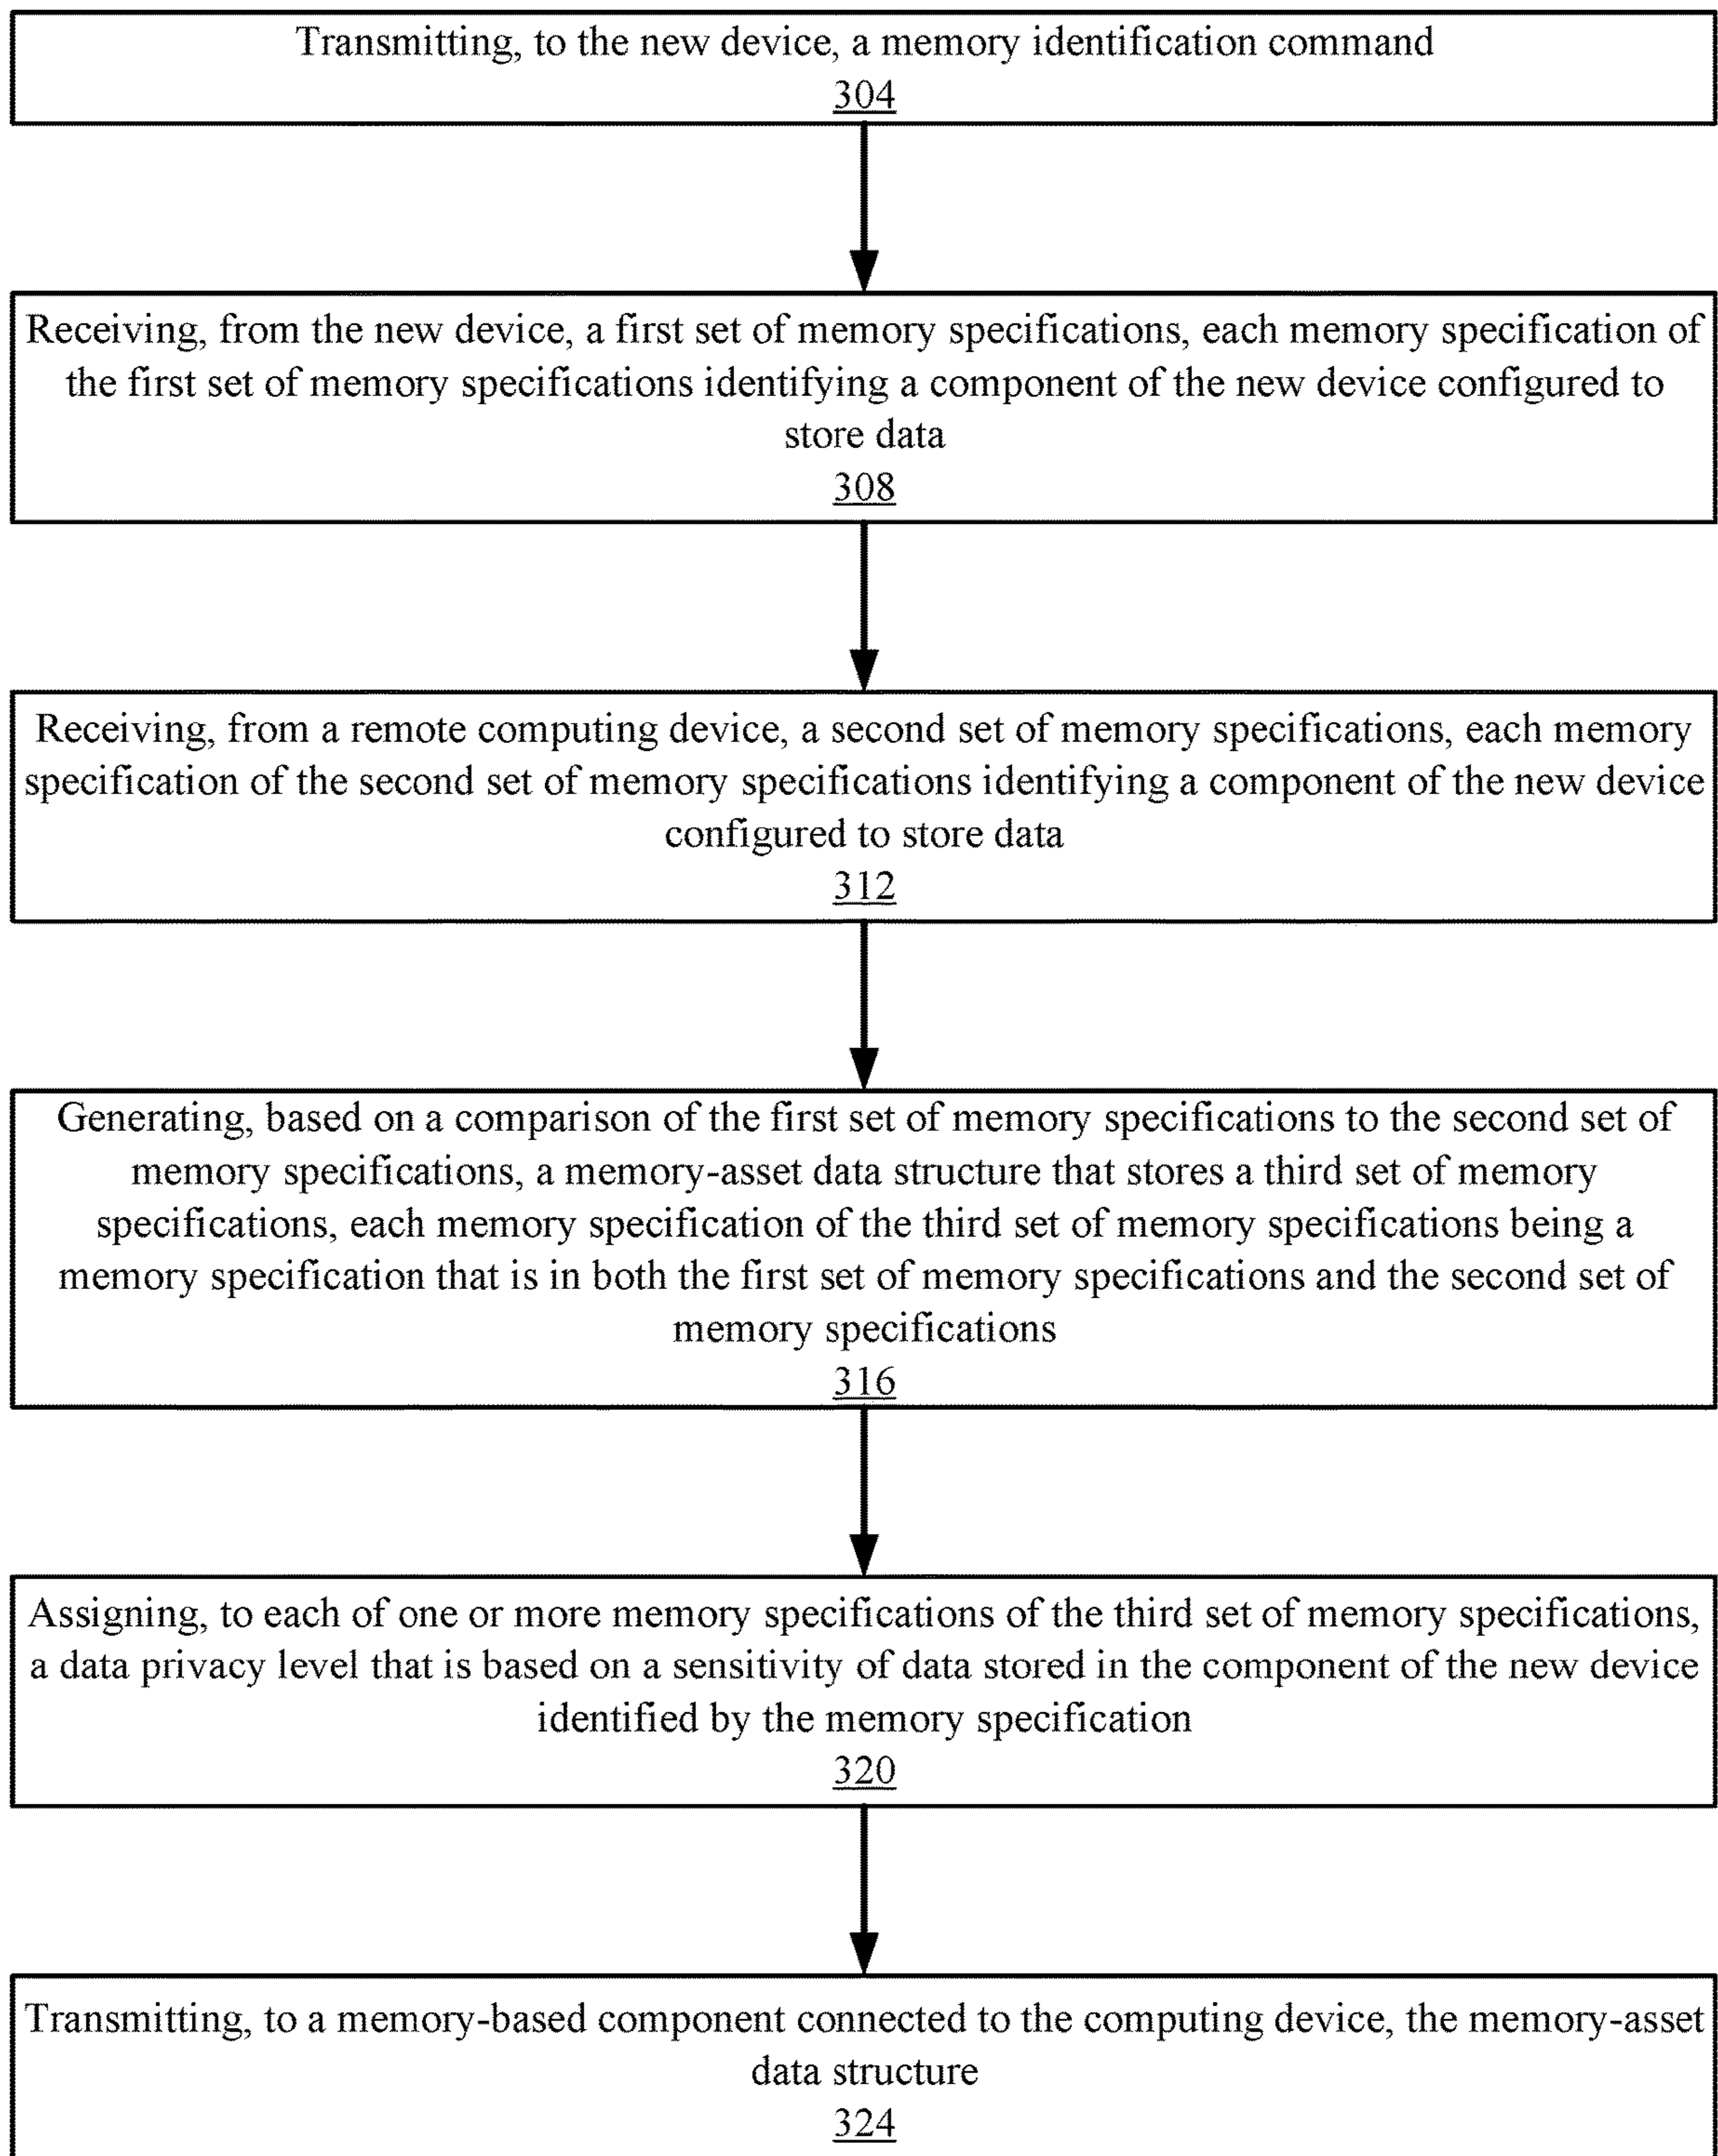 Transmitting, to the new device, a memory identification command
304
Receiving, from the new device, a first set of memory specifications, each memory specification of
the first set of memory specifications identifying a component of the new device configured to
store data
308
Receiving, from a remote computing device, a second set of memory specifications, each memory
specification of the second set of memory specifications identifying a component of the new device
configured to store data
312
Generating, based on a comparison of the first set of memory specifications to the second set of
memory specifications, a memory-asset data structure that stores a third set of memory
specifications, each memory specification of the third set of memory specifications being a
memory specification that is in both the first set of memory specifications and the second set of
memory specifications
316
Assigning, to each of one or more memory specifications of the third set of memory specifications,
a data privacy level that is based on a sensitivity of data stored in the component of the new device
identified by the memory specification
320
Transmitting, to a memory-based component connected to the computing device, the memory-asset
data structure
324